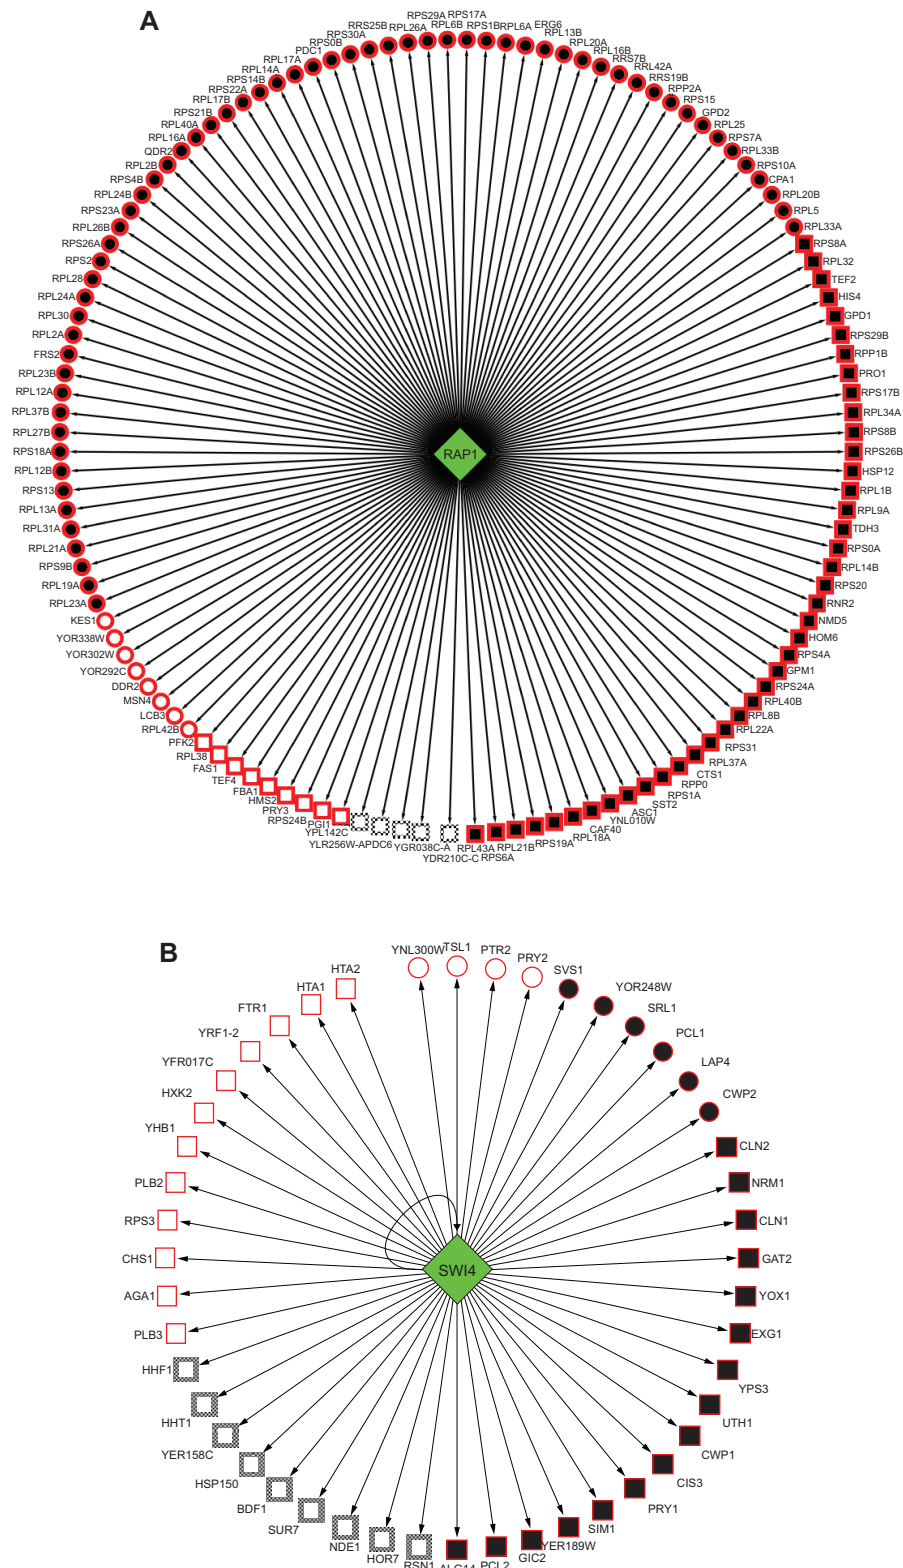 A
RPS29A
RPS17A
RPL6B
RPS1B
RPL6A
ERG6
RPL13B
RPL20A
RPL16B
RRS7B
RRL42A
RRS19B
RPP2A
RPS15
GPD2
RPL25
RPS7A
RPL33B
RPS10A
CPA1
RPL20B
RPL5
RPL33A
RPS8A
RPL32
TEF2
HIS4
GPD1
RPS29B
RPP1B
PRO1
RPS17B
RPL34A
RPS8B
RPS26B
HSP12
RPL1B
RPL9A
TDH3
RPS0A
RPL14B
RPS20
RNR2
NMD5
HOM6
RPS4A
GPM1
RPS24A
RPL40B
RPL8B
RPL22A
RPS31
RPL37A
CTS1
RPP0
RPS1A
SST2
ASC1
YNL010W
CAF40
RPL18A
RPS19A
RPL21B
RPS6A
RPL43A
YDR210C-C
YGR038C-A
YLR256W-APDC6
YPL142C
PGI1
RPS24B
PRY3
HMS2
FBA1
TEF4
FAS1
RPL38
PFK2
RPL42B
LCB3
MSN4
DDR2
YOR292C
YOR302W
YOR338W
KES1
RPL23A
RPL19A
RPS9B
RPL21A
RPL31A
RPL13A
RPS13
RPL12B
RPS18A
RPL27B
RPL37B
RPL12A
RPL23B
FRS2
RPL2A
RPL30
RPL24A
RPL28
RPS2
RPS26A
RPL26B
RPS23A
RPL24B
RPS4B
RPL2B
QDR2
RPL16A
RPL40A
RPS21B
RPL17B
RPS22A
RPS14B
RPL14A
RPL17A
PDC1
RPS0B
RPS30A
RRS25B
RPL26A
RAP1
B
YNL300W
TSL1
PTR2
PRY2
SVS1
YOR248W
SRL1
PCL1
LAP4
CWP2
CLN2
NRM1
CLN1
GAT2
YOX1
EXG1
YPS3
UTH1
CWP1
CIS3
PRY1
SIM1
YER189W
GIC2
PCL2
ALG14
RSN1
HOR7
NDE1
SUR7
BDF1
HSP150
YER158C
HHT1
HHF1
PLB3
AGA1
CHS1
RPS3
PLB2
YHB1
HXK2
YFR017C
YRF1-2
FTR1
HTA1
HTA2
SWI4